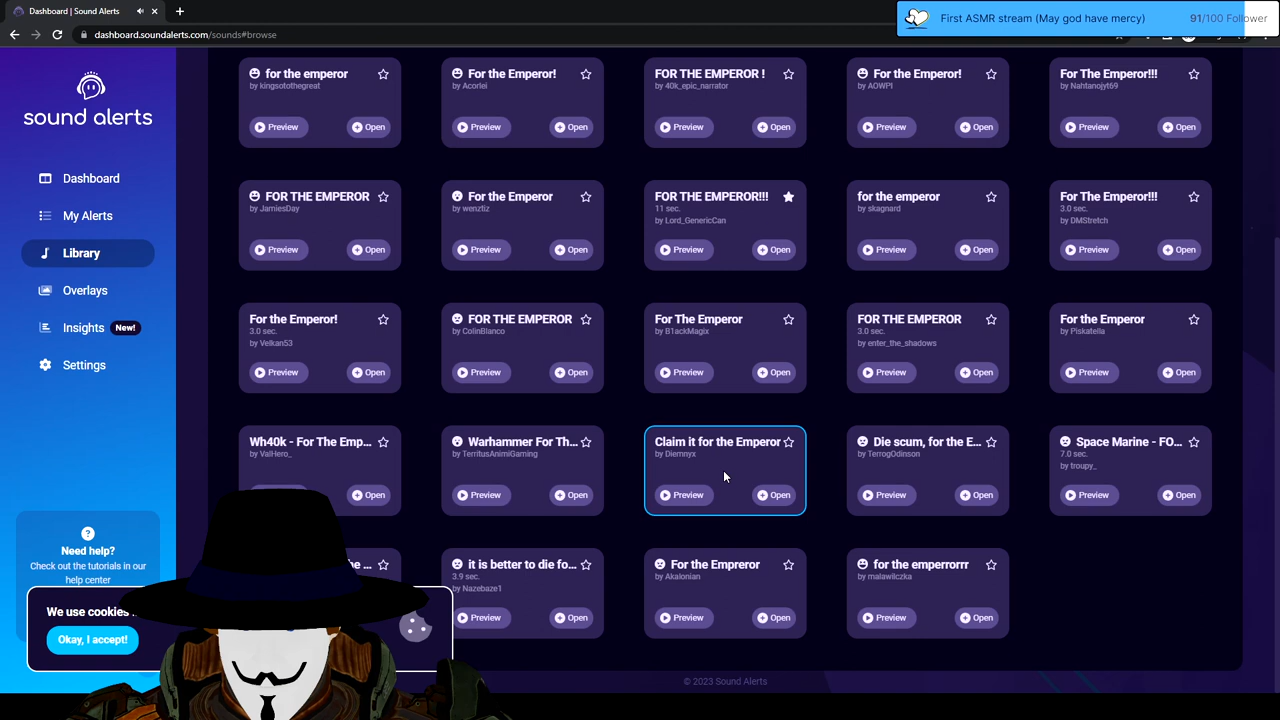 Dashboard | Sound Alerts
First ASMR stream (May god have mercy)
91/100 Follower
dashboard.soundalerts.com/sounds#browse
sound alerts
Dashboard
My Alerts
Library
Overlays
Insights New!
Settings
Need help?
Check out the tutorials in our
help center
We use cookies
Okay, I accept!
for the emperor
by kingsotothegreat
Preview Open
For the Emperor!
by Acorlei
Preview Open
FOR THE EMPEROR !
by 40k_epic_narrator
Preview Open
For the Emperor!
by AOWPI
Preview Open
For The Emperor!!!
by Nahtanojyt69
Preview Open
FOR THE EMPEROR
by JamiesDay
Preview Open
For the Emperor
by wenztiz
Preview Open
FOR THE EMPEROR!!!
11 sec.
by Lord_GenericCan
Preview Open
for the emperor
by skagnard
Preview Open
For The Emperor!!!
3.0 sec.
by DMStretch
Preview Open
For the Emperor!
3.0 sec.
by Velkan53
Preview Open
FOR THE EMPEROR
by ColinBlanco
Preview Open
For The Emperor
by B1ackMagix
Preview Open
FOR THE EMPEROR
3.0 sec.
by enter_the_shadows
Preview Open
For the Emperor
by Piskatella
Preview Open
Wh40k - For The Emp...
by ValHero_
Open
Warhammer For Th...
by TerritusAnimiGaming
Preview Open
Claim it for the Emperor
by Diemnyx
Preview Open
Die scum, for the E...
by TerrogOdinson
Preview Open
Space Marine - FO...
7.0 sec.
by troupy_
Preview Open
it is better to die fo...
3.9 sec.
by Nazebaze1
Preview Open
For the Empreror
by Akalonian
Preview Open
for the emperrorrr
by malawilczka
Preview Open
© 2023 Sound Alerts